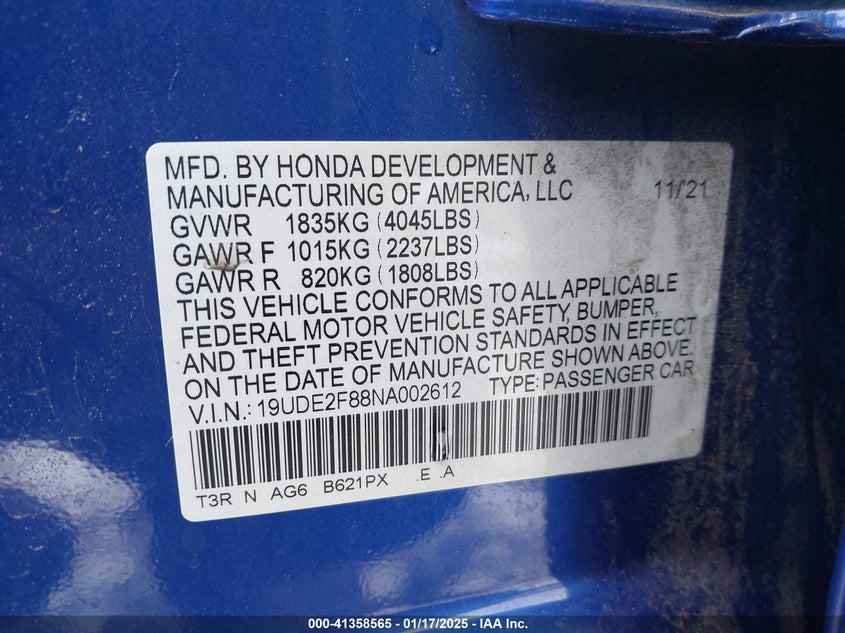 MFD. BY HONDA DEVELOPMENT &
MANUFACTURING OF AMERICA, LLC 11/'21
GVWR 1835KG (4045LBS)
GAWR F 1015KG (2237LBS)
GAWR R 820KG (1808LBS)
THIS VEHICLE CONFORMS TO ALL APPLICABLE
FEDERAL MOTOR VEHICLE SAFETY, BUMPER,
AND THEFT PREVENTION STANDARDS IN EFFECT
ON THE DATE OF MANUFACTURE SHOWN ABOVE.
V.I.N.: 19UDE2F88NA002612 TYPE: PASSENGER CAR
T3R N AG6 B621PX .E .A
000-41358565 - 01/17/2025 - IAA Inc.